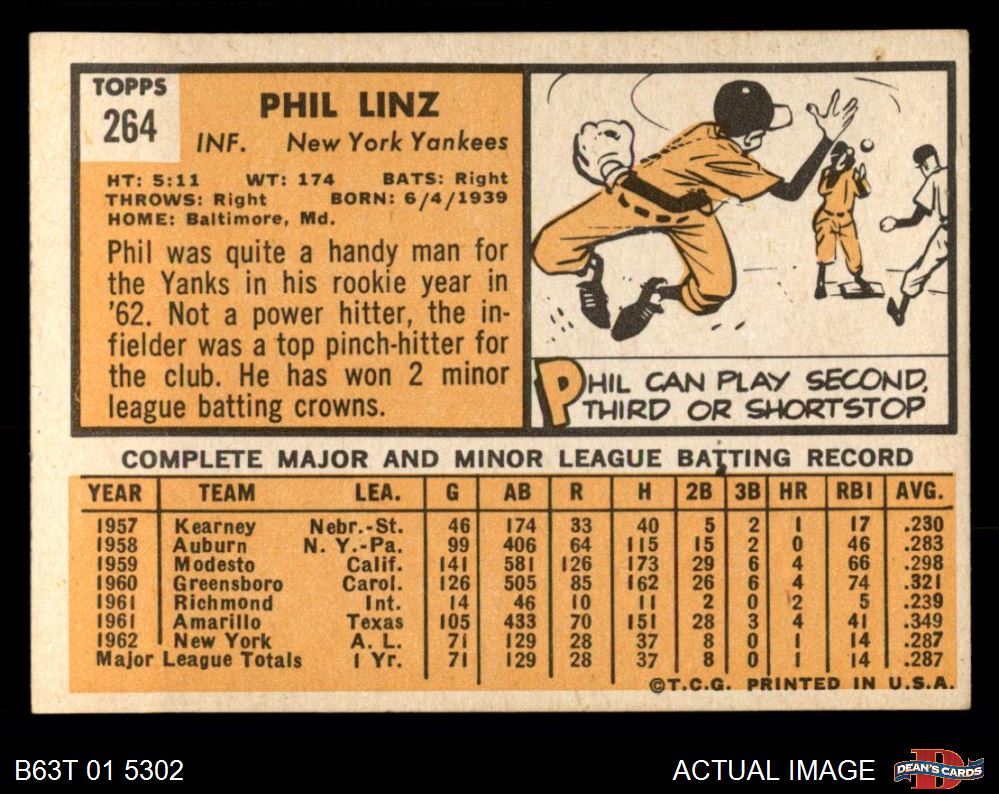 TOPPS
264
PHIL LINZ
INF. New York Yankees
HT: 5:11 WT: 174 BATS: Right
THROWS: Right BORN: 6/4/1939
HOME: Baltimore, Md.
Phil was quite a handy man for
the Yanks in his rookie year in
'62. Not a power hitter, the in-
fielder was a top pinch-hitter for
the club. He has won 2 minor
league batting crowns.
PHIL CAN PLAY SECOND,
THIRD OR SHORTSTOP
COMPLETE MAJOR AND MINOR LEAGUE BATTING RECORD
YEAR TEAM LEA. G AB R H 2B 3B HR RBI AVG.
1957 Kearney Nebr.-St. 46 174 33 40 5 2 1 17 .230
1958 Auburn N. Y.-Pa. 99 406 64 115 15 2 0 46 .283
1959 Modesto Calif. 141 581 126 173 29 6 4 66 .298
1960 Greensboro Carol. 126 505 85 162 26 6 4 74 .321
1961 Richmond Int. 14 46 10 11 2 0 2 5 .239
1961 Amarillo Texas 105 433 70 151 28 3 4 41 .349
1962 New York A. L. 71 129 28 37 8 0 1 14 .287
Major League Totals 1 Yr. 71 129 28 37 8 0 1 14 .287
©T.C.G. PRINTED IN U.S.A.
B63T 01 5302 ACTUAL IMAGE
D
DEAN'S CARDS